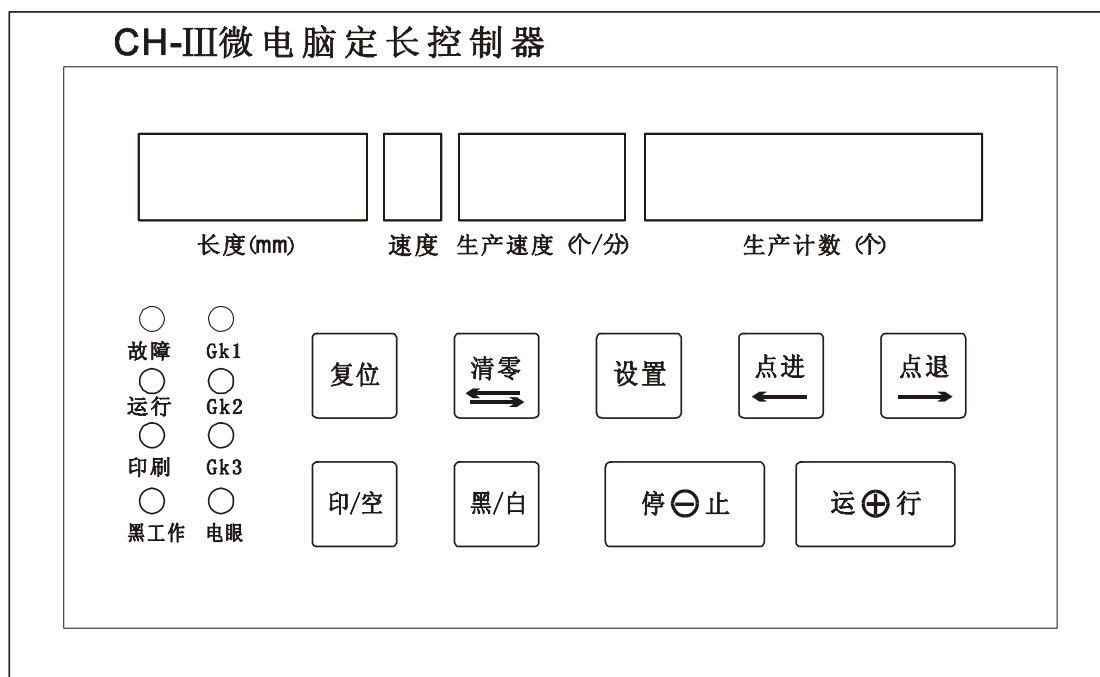 CH-Ⅲ微电脑定长控制器
长度(mm) 速度 生产速度(个/分) 生产计数(个)
故障 Gk1
运行 Gk2
印刷 Gk3
黑工作 电眼
复位 清零 设置 点进 点退
印/空 黑/白 停⊖止 运⊕行